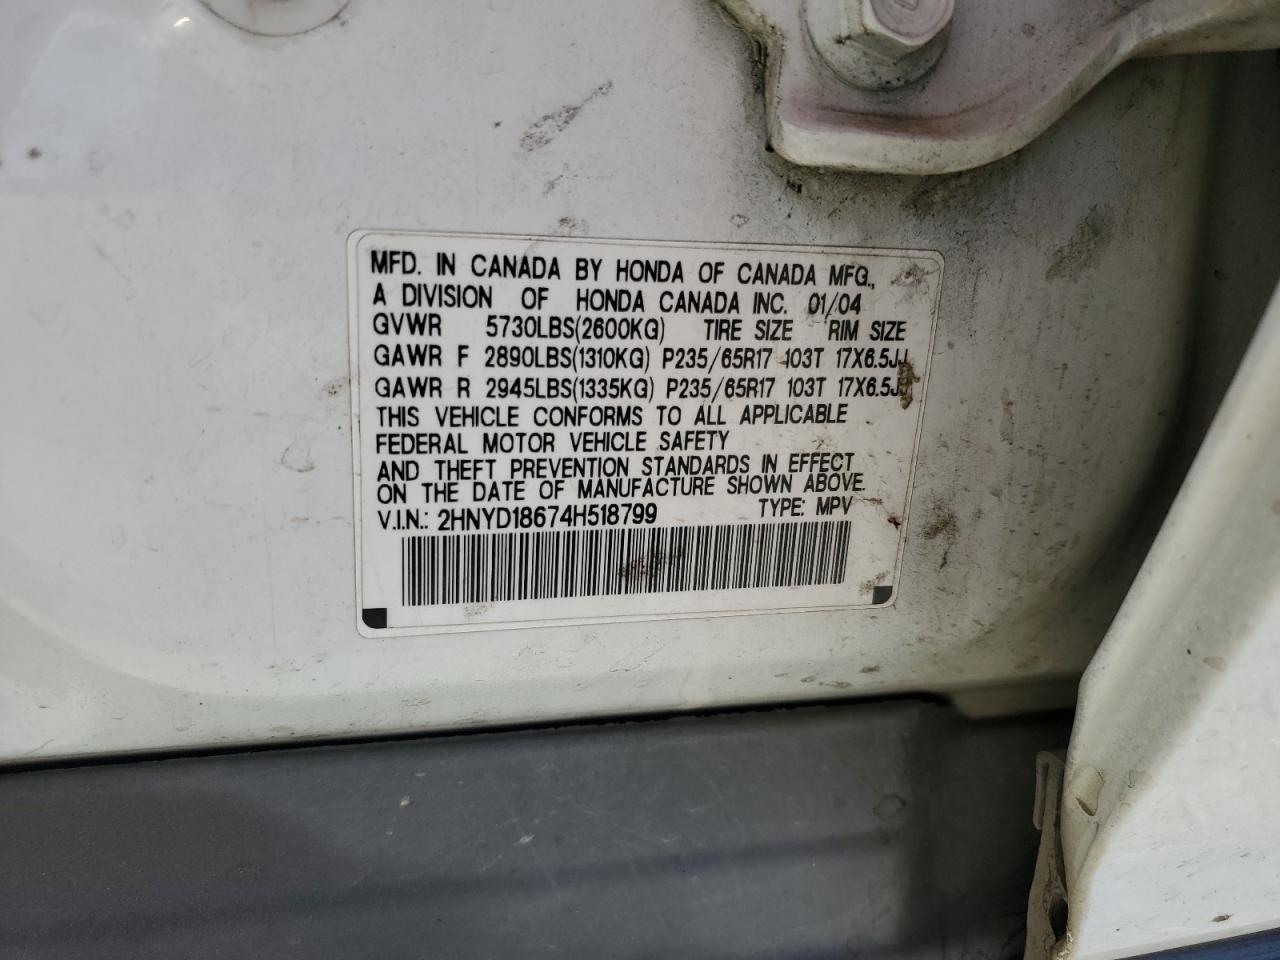 MFD. IN CANADA BY HONDA OF CANADA MFG.,
A DIVISION OF HONDA CANADA INC. 01/04
GVWR 5730LBS(2600KG) TIRE SIZE RIM SIZE
GAWR F 2890LBS(1310KG) P235/65R17 103T 17X6.5JJ
GAWR R 2945LBS(1335KG) P235/65R17 103T 17X6.5JJ
THIS VEHICLE CONFORMS TO ALL APPLICABLE
FEDERAL MOTOR VEHICLE SAFETY
AND THEFT PREVENTION STANDARDS IN EFFECT
ON THE DATE OF MANUFACTURE SHOWN ABOVE.
V.I.N.: 2HNYD18674H518799 TYPE: MPV